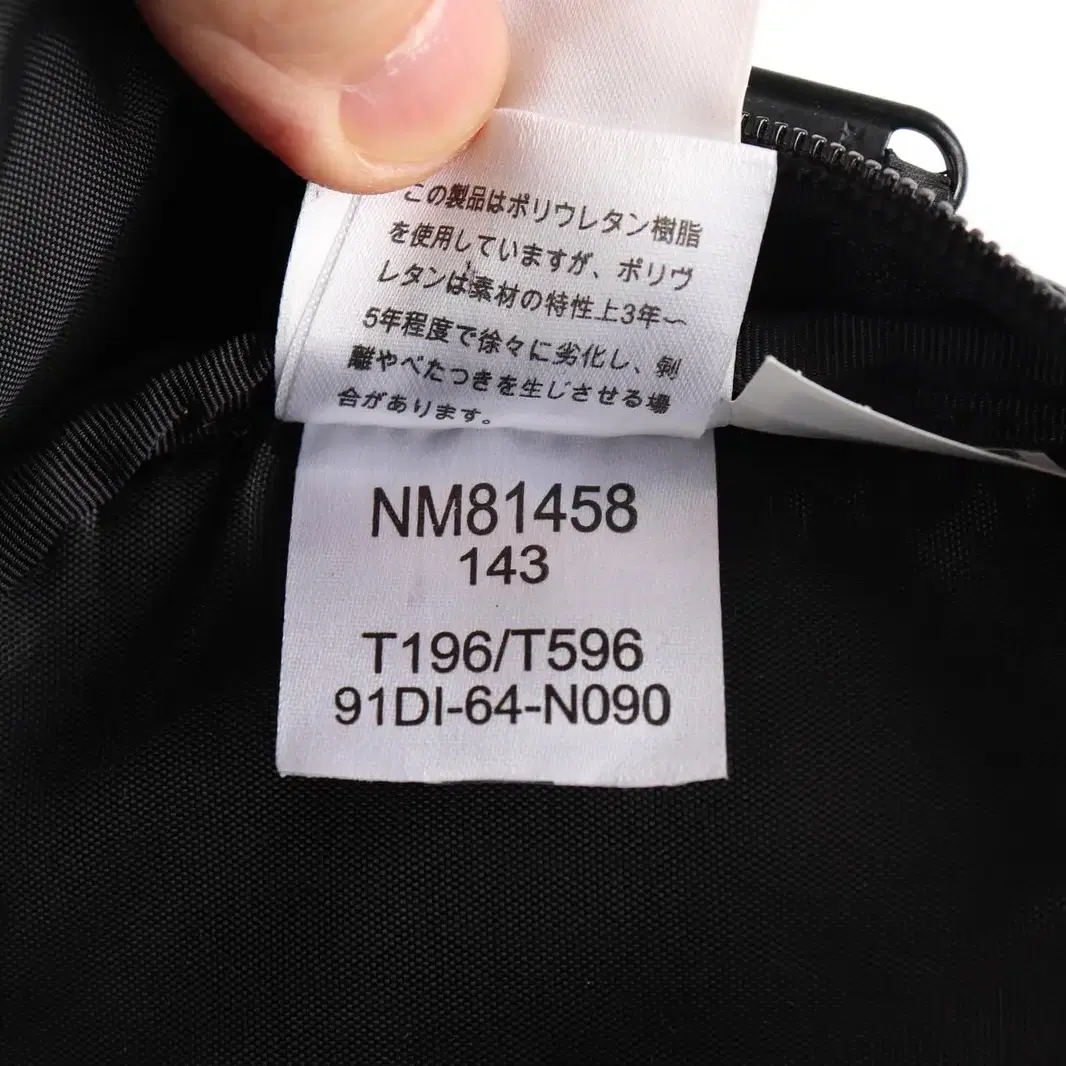 この製品はポリウレタン樹脂
を使用していますが、ポリヴ
レタンは素材の特性上3年～
5年程度で徐々に劣化し、剝
離やべたつきを生じさせる場
合があります。
NM81458
143
T196/T596
91DI-64-N090